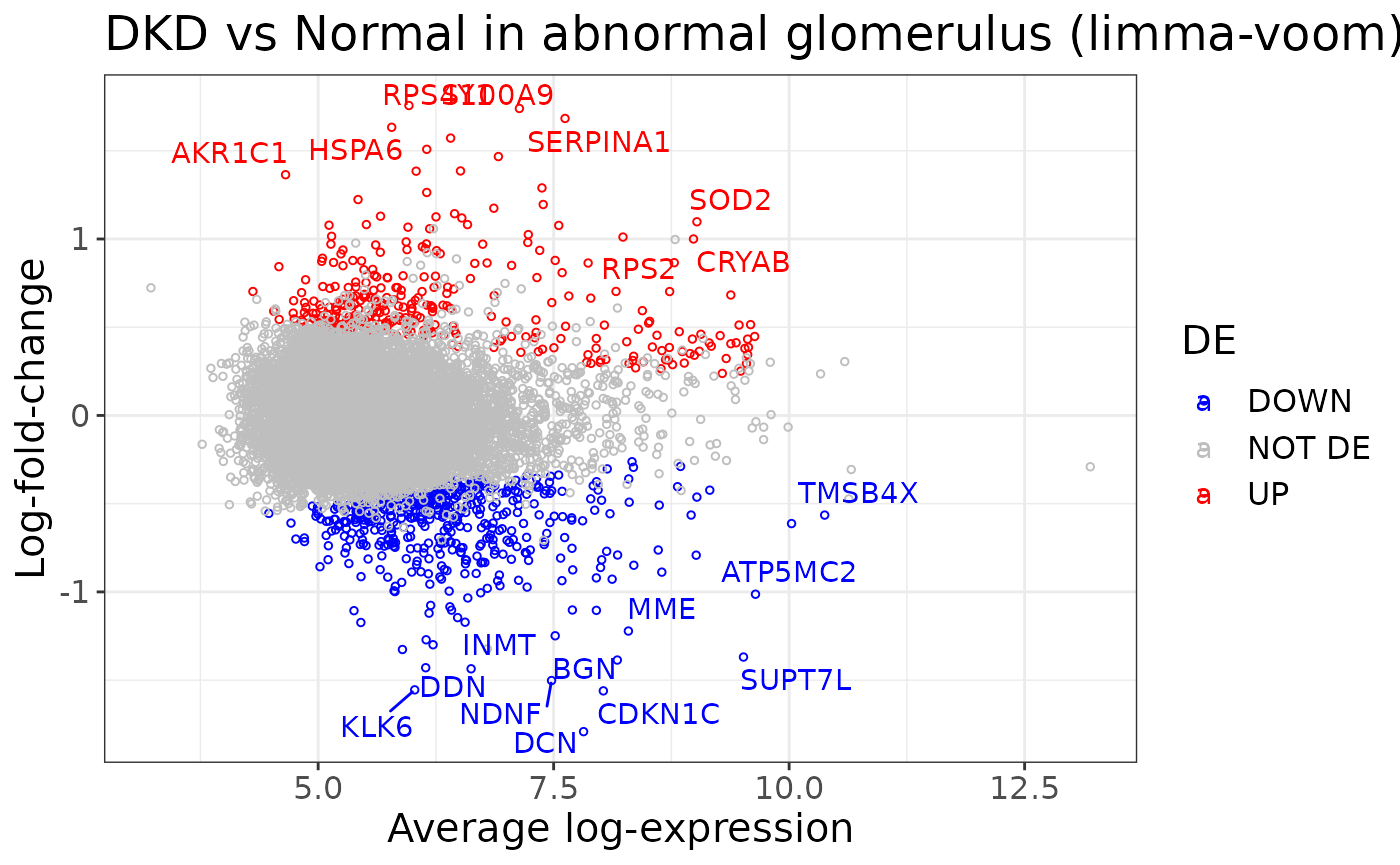 DKD vs Normal in abnormal glomerulus (limma-voom)
RPS4Y1
S100A9
SERPINA1
HSPA6
AKR1C1
SOD2
CRYAB
RPS2
TMSB4X
ATP5MC2
MME
INMT
BGN
SUPT7L
DDN
NDNF
CDKN1C
KLK6
DCN
1
0
-1
5.0
7.5
10.0
12.5
Average log-expression
Log-fold-change
DE
a DOWN
a NOT DE
a UP